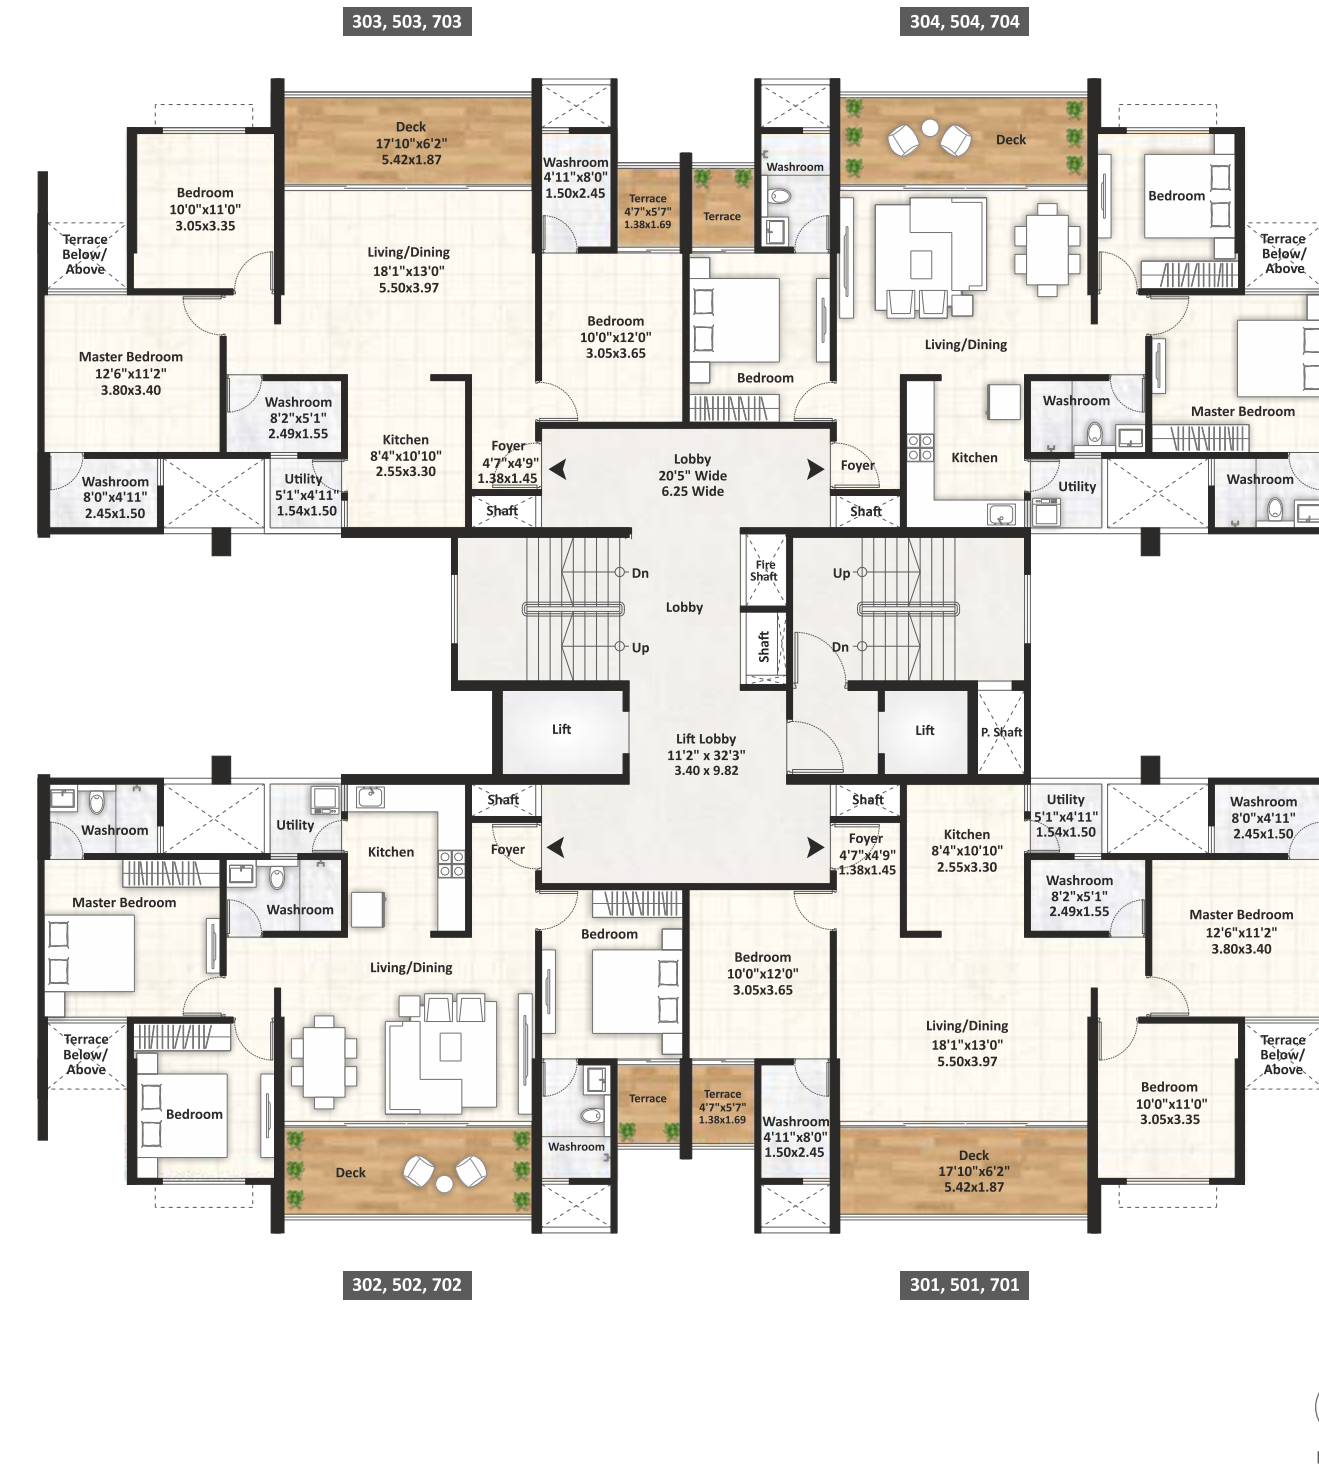 303, 503, 703
304, 504, 704
Deck
17'10"x6'2"
5.42x1.87
Washroom
4'11"x8'0"
1.50x2.45
Terrace
4'7"x5'7"
1.38x1.69
Terrace
Washroom
Deck
Bedroom
10'0"x11'0"
3.05x3.35
Bedroom
Terrace
Below/
Above
Living/Dining
18'1"x13'0"
5.50x3.97
Terrace
Below/
Above
Bedroom
10'0"x12'0"
3.05x3.65
Living/Dining
Master Bedroom
12'6"x11'2"
3.80x3.40
Bedroom
Master Bedroom
Washroom
8'2"x5'1"
2.49x1.55
Washroom
Kitchen
8'4"x10'10"
2.55x3.30
Foyer
4'7"x4'9"
1.38x1.45
Lobby
20'5" Wide
6.25 Wide
Foyer
Kitchen
Washroom
8'0"x4'11"
2.45x1.50
Utility
5'1"x4'11"
1.54x1.50
Utility
Washroom
Shaft
Shaft
Dn
Fire
Shaft
Up
Lobby
Up
Shaft
Dn
Lift
Lift Lobby
11'2" x 32'3"
3.40 x 9.82
Lift
P. Shaft
Shaft
Shaft
Washroom
Utility
Kitchen
Foyer
Foyer
4'7"x4'9"
1.38x1.45
Kitchen
8'4"x10'10"
2.55x3.30
Utility
5'1"x4'11"
1.54x1.50
Washroom
8'0"x4'11"
2.45x1.50
Master Bedroom
Washroom
Washroom
8'2"x5'1"
2.49x1.55
Master Bedroom
12'6"x11'2"
3.80x3.40
Bedroom
Living/Dining
Bedroom
10'0"x12'0"
3.05x3.65
Living/Dining
18'1"x13'0"
5.50x3.97
Terrace
Below/
Above
Terrace
Below/
Above
Bedroom
Terrace
Terrace
4'7"x5'7"
1.38x1.69
Bedroom
10'0"x11'0"
3.05x3.35
Washroom
Washroom
4'11"x8'0"
1.50x2.45
Deck
Deck
17'10"x6'2"
5.42x1.87
302, 502, 702
301, 501, 701